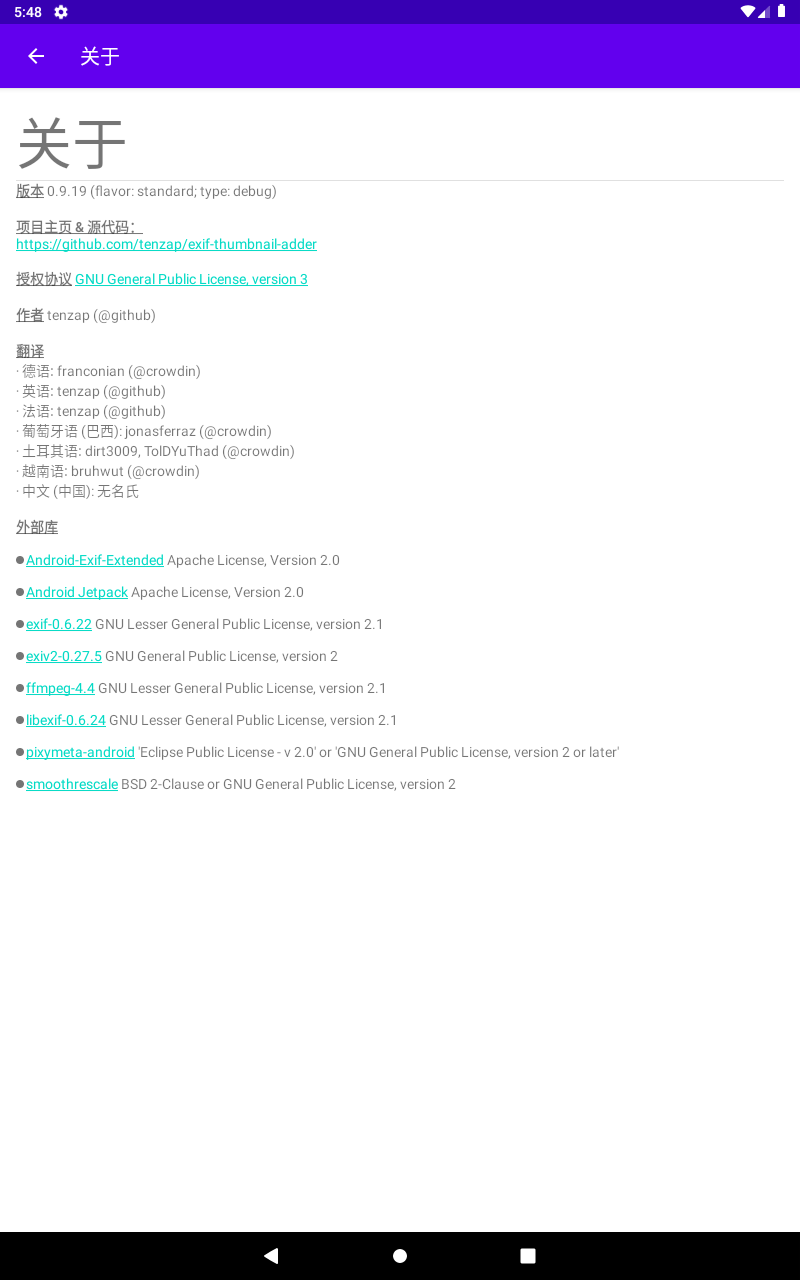 5:48
关于
关于
版本 0.9.19 (flavor: standard; type: debug)
项目主页 & 源代码：
https://github.com/tenzap/exif-thumbnail-adder
授权协议 GNU General Public License, version 3
作者 tenzap (@github)
翻译
· 德语: franconian (@crowdin)
· 英语: tenzap (@github)
· 法语: tenzap (@github)
· 葡萄牙语 (巴西): jonasferraz (@crowdin)
· 土耳其语: dirt3009, TolDYuThad (@crowdin)
· 越南语: bruhwut (@crowdin)
· 中文 (中国): 无名氏
外部库
●Android-Exif-Extended Apache License, Version 2.0
●Android Jetpack Apache License, Version 2.0
●exif-0.6.22 GNU Lesser General Public License, version 2.1
●exiv2-0.27.5 GNU General Public License, version 2
●ffmpeg-4.4 GNU Lesser General Public License, version 2.1
●libexif-0.6.24 GNU Lesser General Public License, version 2.1
●pixymeta-android 'Eclipse Public License - v 2.0' or 'GNU General Public License, version 2 or later'
●smoothrescale BSD 2-Clause or GNU General Public License, version 2